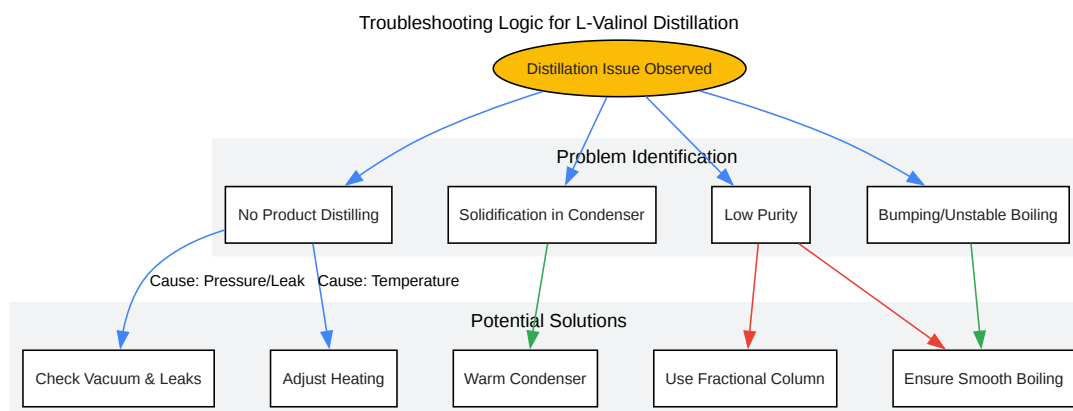 Troubleshooting Logic for L-Valinol Distillation
Distillation Issue Observed
Problem Identification
No Product Distilling
Solidification in Condenser
Low Purity
Bumping/Unstable Boiling
Cause: Pressure/Leak
Cause: Temperature
Potential Solutions
Check Vacuum & Leaks
Adjust Heating
Warm Condenser
Use Fractional Column
Ensure Smooth Boiling